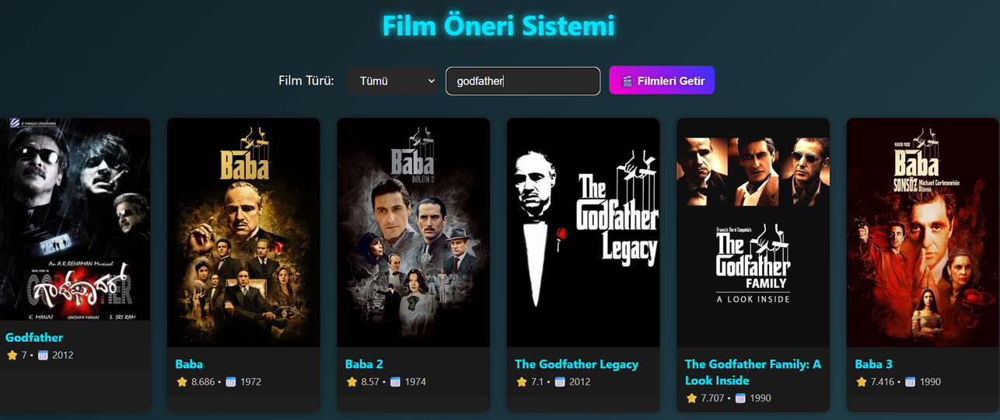 Film Öneri Sistemi
Film Türü:
Tümü
godfather
🎬 Filmleri Getir
K MANJU CINEMAAS
An A.R.REHAMAN Musical
ಗಾಡ್‌ಫಾದರ್
K. MANJU LAKSHMI MANJU S. SRI RAM
Godfather
⭐ 7 • 📅 2012
Baba
Baba
⭐ 8.686 • 📅 1972
Baba
BÖLÜM 2
Baba 2
⭐ 8.57 • 📅 1974
The
Godfather
Legacy
The Godfather Legacy
⭐ 7.1 • 📅 2012
Francis Ford Coppola's
The
Godfather
FAMILY
A LOOK INSIDE
The Godfather Family: A
Look Inside
⭐ 7.707 • 📅 1990
MARIO PUZO
Baba
SONSÖZ Michael Corleone'nin
Ölümü
Baba 3
⭐ 7.416 • 📅 1990